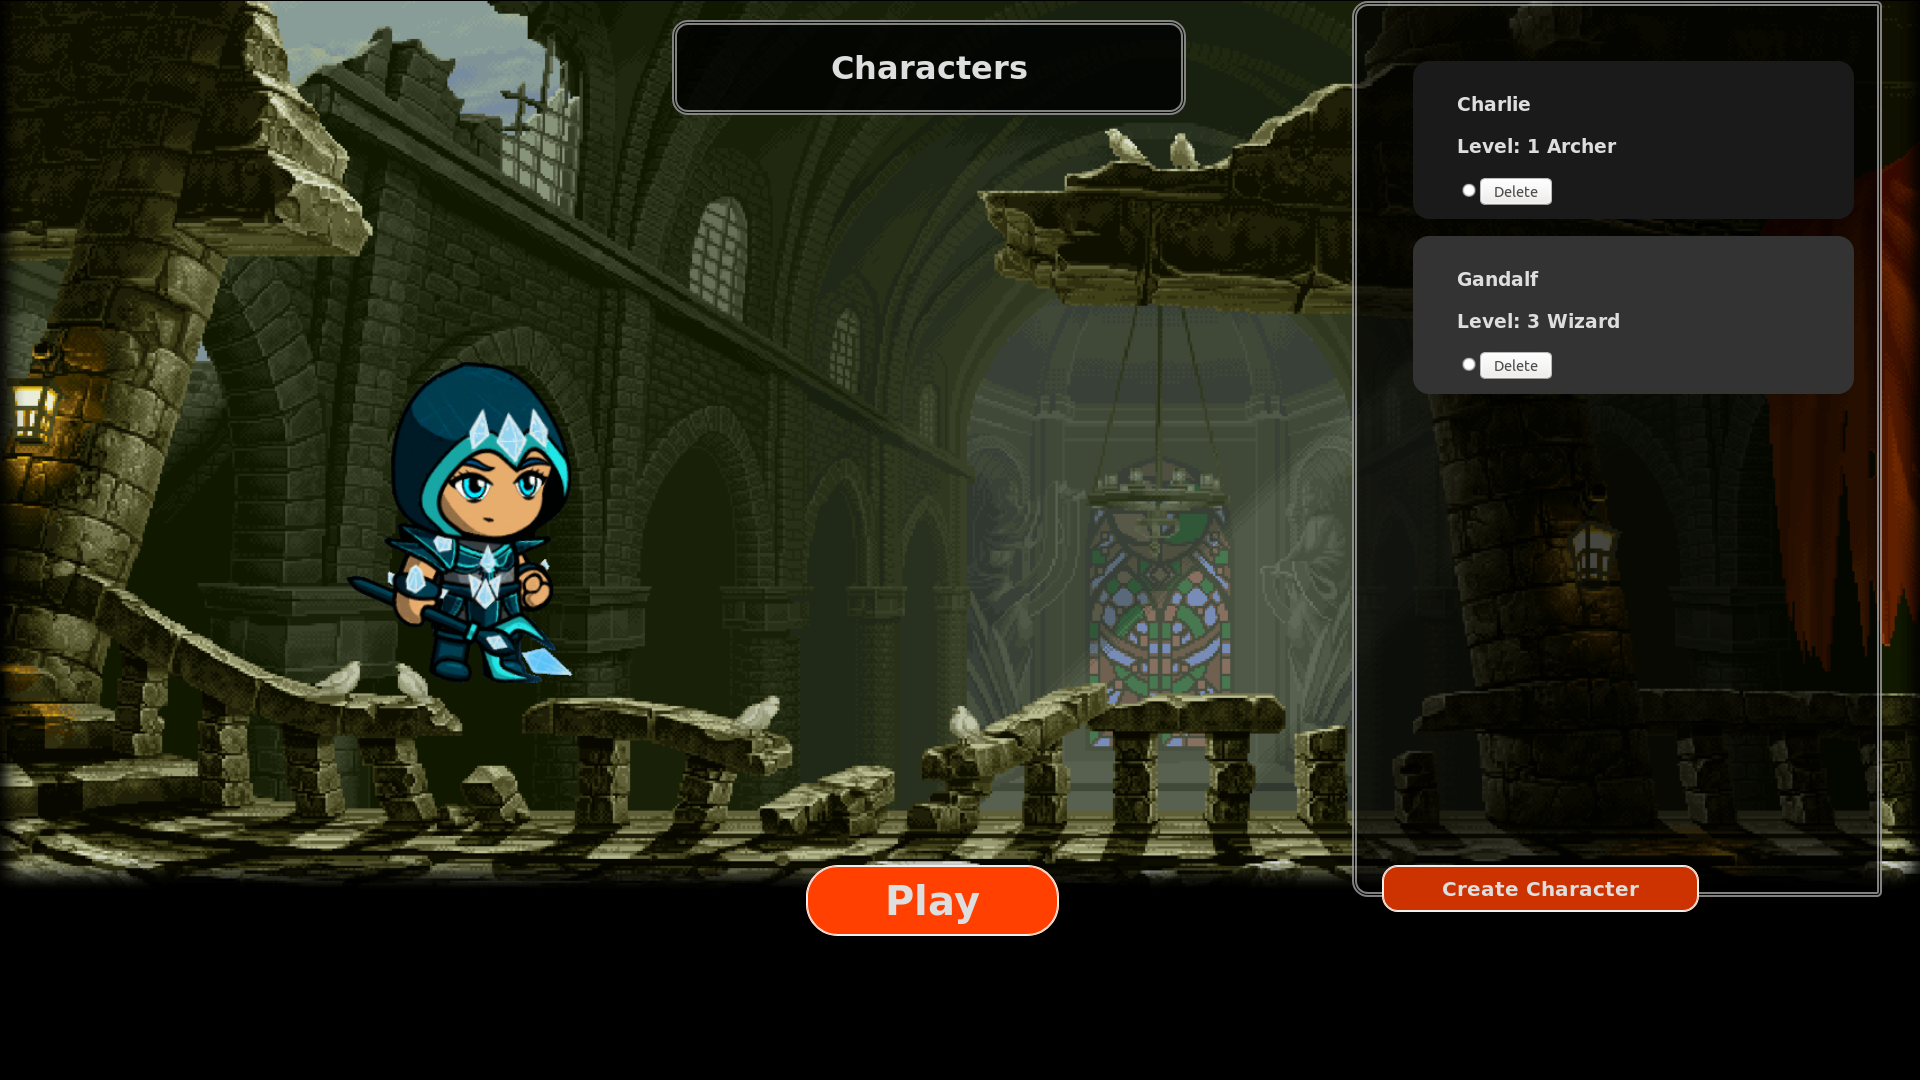 Characters
Charlie
Level: 1 Archer
Delete
Gandalf
Level: 3 Wizard
Delete
Play
Create Character